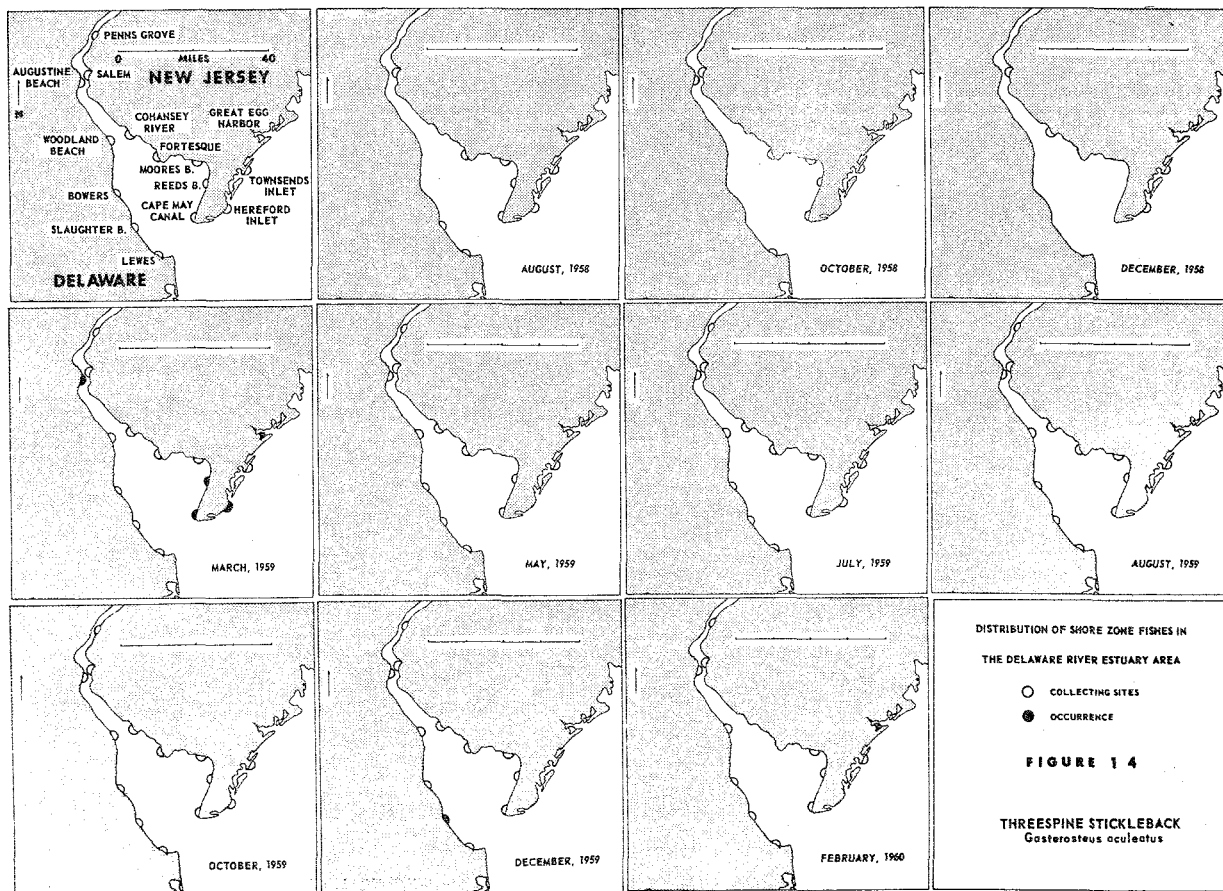 PENNS GROVE
0 MILES 40
AUGUSTINE
BEACH
SALEM
NEW JERSEY
N
COHANSEY
RIVER
GREAT EGG
HARBOR
WOODLAND
BEACH
FORTESQUE
MOORES B.
REEDS B.
TOWNSENDS
INLET
BOWERS
CAPE MAY
CANAL
HEREFORD
INLET
SLAUGHTER B.
LEWES
DELAWARE
AUGUST, 1958
OCTOBER, 1958
DECEMBER, 1958
MARCH, 1959
MAY, 1959
JULY, 1959
AUGUST, 1959
OCTOBER, 1959
DECEMBER, 1959
FEBRUARY, 1960
DISTRIBUTION OF SHORE ZONE FISHES IN
THE DELAWARE RIVER ESTUARY AREA
COLLECTING SITES
OCCURRENCE
FIGURE 14
THREESPINE STICKLEBACK
Gasterosteus aculeatus